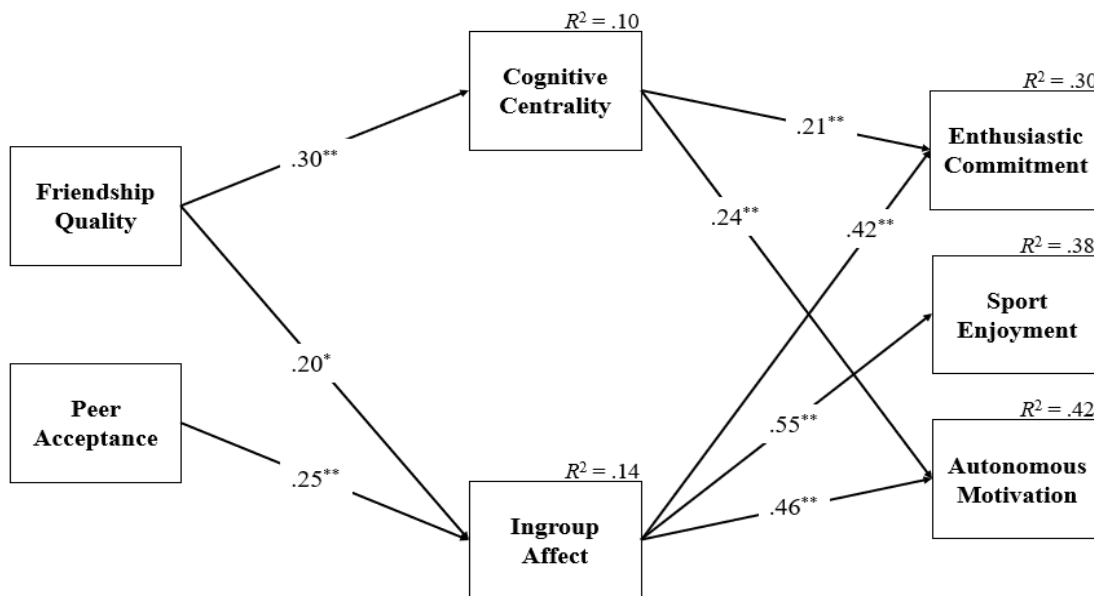 R² = .10
Cognitive
Centrality
R² = .30
Enthusiastic
Commitment
.21**
.30**
Friendship
Quality
.24**
.42**
R² = .38
Sport
Enjoyment
.20*
Peer
Acceptance
R² = .42
.55**
Autonomous
Motivation
.25**
R² = .14
.46**
Ingroup
Affect